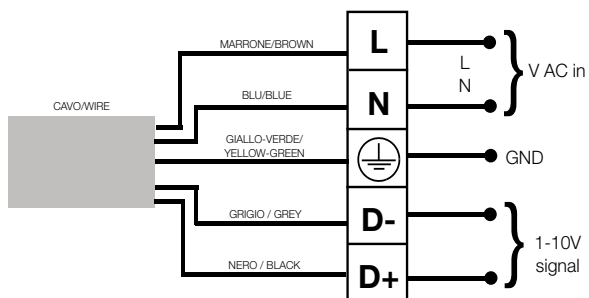 MARRONE/BROWN
L
L
N
V AC in
CAVO/WIRE
BLU/BLUE
N
GIALLO-VERDE/
YELLOW-GREEN
GND
GRIGIO / GREY
D-
1-10V
signal
NERO / BLACK
D+